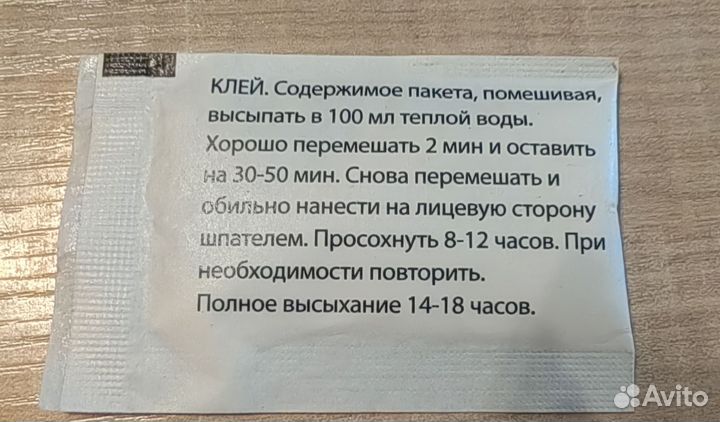 КЛЕЙ. Содержимое пакета, помешивая,
высыпать в 100 мл теплой воды.
Хорошо перемешать 2 мин и оставить
на 30-50 мин. Снова перемешать и
обильно нанести на лицевую сторону
шпателем. Просохнуть 8-12 часов. При
необходимости повторить.
Полное высыхание 14-18 часов.
Avito